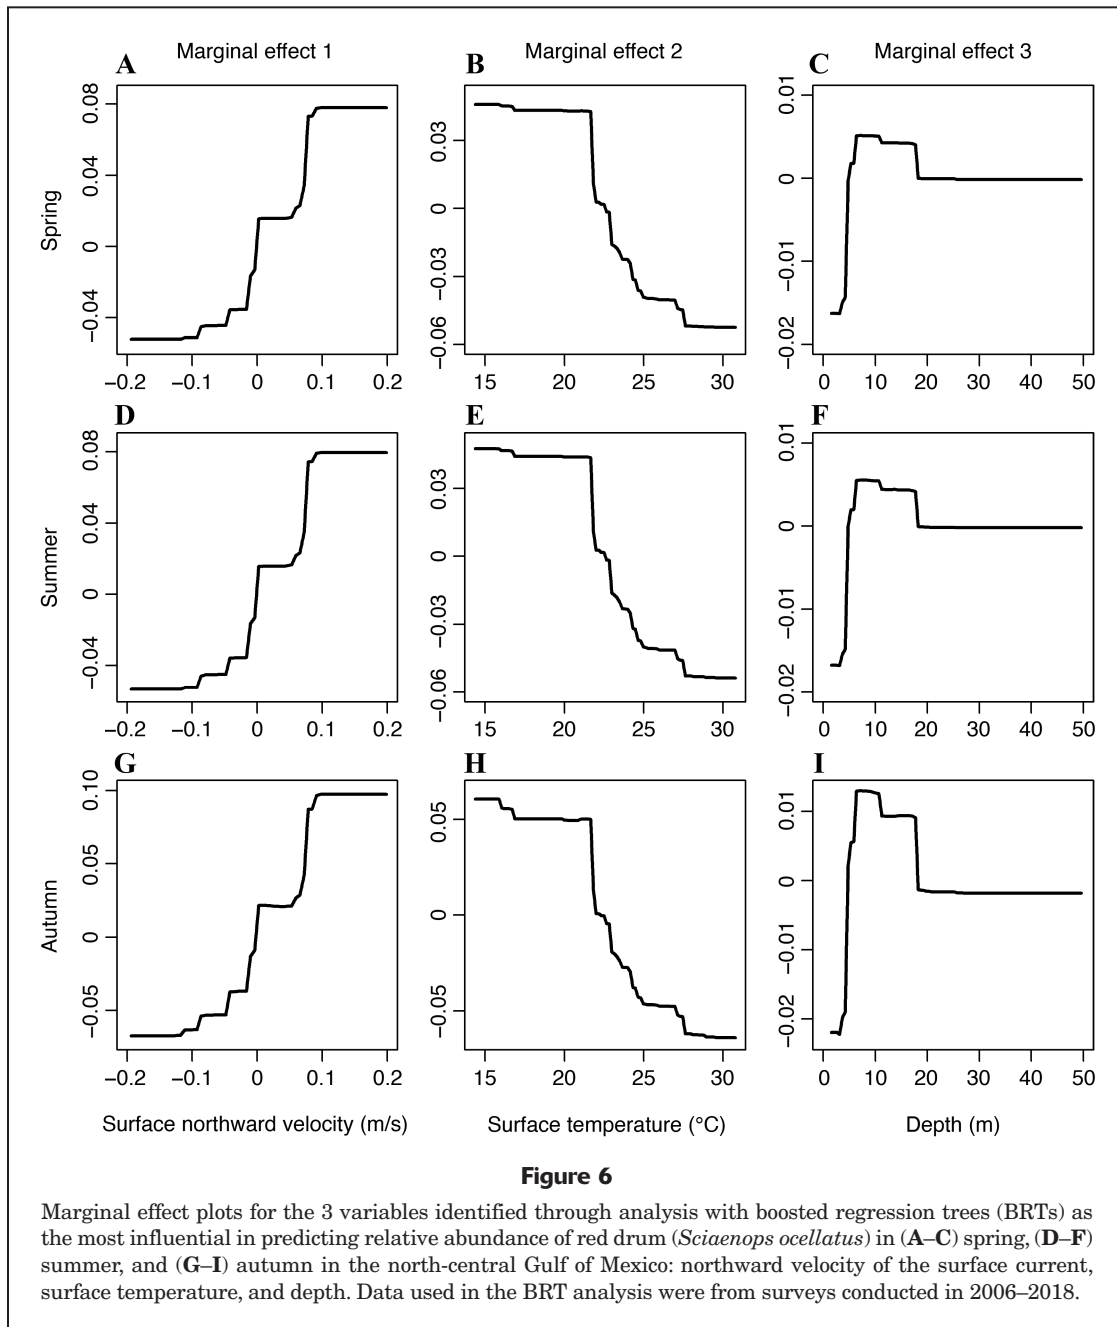 Marginal effect 1
Marginal effect 2
Marginal effect 3
A
B
C
Spring
0.08
0.04
0
−0.04
−0.2 −0.1 0 0.1 0.2
0.03
0
−0.03
−0.06
15 20 25 30
0.01
0
−0.01
−0.02
0 10 20 30 40 50
D
E
F
Summer
0.08
0.04
0
−0.04
−0.2 −0.1 0 0.1 0.2
0.03
0
−0.03
−0.06
15 20 25 30
0.01
0
−0.01
−0.02
0 10 20 30 40 50
G
H
I
Autumn
0.10
0.05
0
−0.05
−0.2 −0.1 0 0.1 0.2
0.05
0
−0.05
15 20 25 30
0.01
0
−0.01
−0.02
0 10 20 30 40 50
Surface northward velocity (m/s)
Surface temperature (°C)
Depth (m)
Figure 6
Marginal effect plots for the 3 variables identified through analysis with boosted regression trees (BRTs) as
the most influential in predicting relative abundance of red drum (Sciaenops ocellatus) in (A–C) spring, (D–F)
summer, and (G–I) autumn in the north-central Gulf of Mexico: northward velocity of the surface current,
surface temperature, and depth. Data used in the BRT analysis were from surveys conducted in 2006–2018.